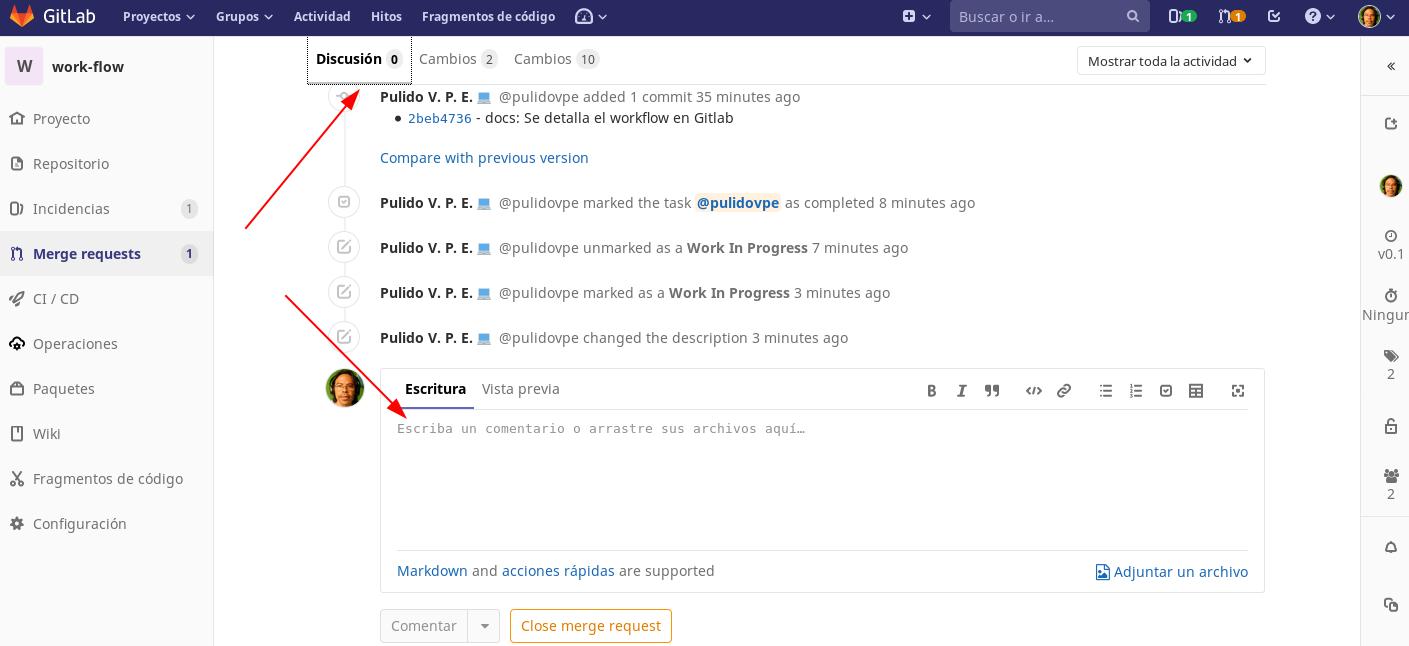 GitLab Proyectos Grupos Actividad Hitos Fragmentos de código Buscar o ir a… 1 1
W work-flow
Proyecto
Repositorio
Incidencias 1
Merge requests 1
CI / CD
Operaciones
Paquetes
Wiki
Fragmentos de código
Configuración
Discusión 0 Cambios 2 Cambios 10 Mostrar toda la actividad
Pulido V. P. E. @pulidovpe added 1 commit 35 minutes ago
2beb4736 - docs: Se detalla el workflow en Gitlab
Compare with previous version
Pulido V. P. E. @pulidovpe marked the task @pulidovpe as completed 8 minutes ago
Pulido V. P. E. @pulidovpe unmarked as a Work In Progress 7 minutes ago
Pulido V. P. E. @pulidovpe marked as a Work In Progress 3 minutes ago
Pulido V. P. E. @pulidovpe changed the description 3 minutes ago
Escritura Vista previa
Escriba un comentario o arrastre sus archivos aquí…
Markdown and acciones rápidas are supported Adjuntar un archivo
Comentar Close merge request
v0.1
Ningun
2
2